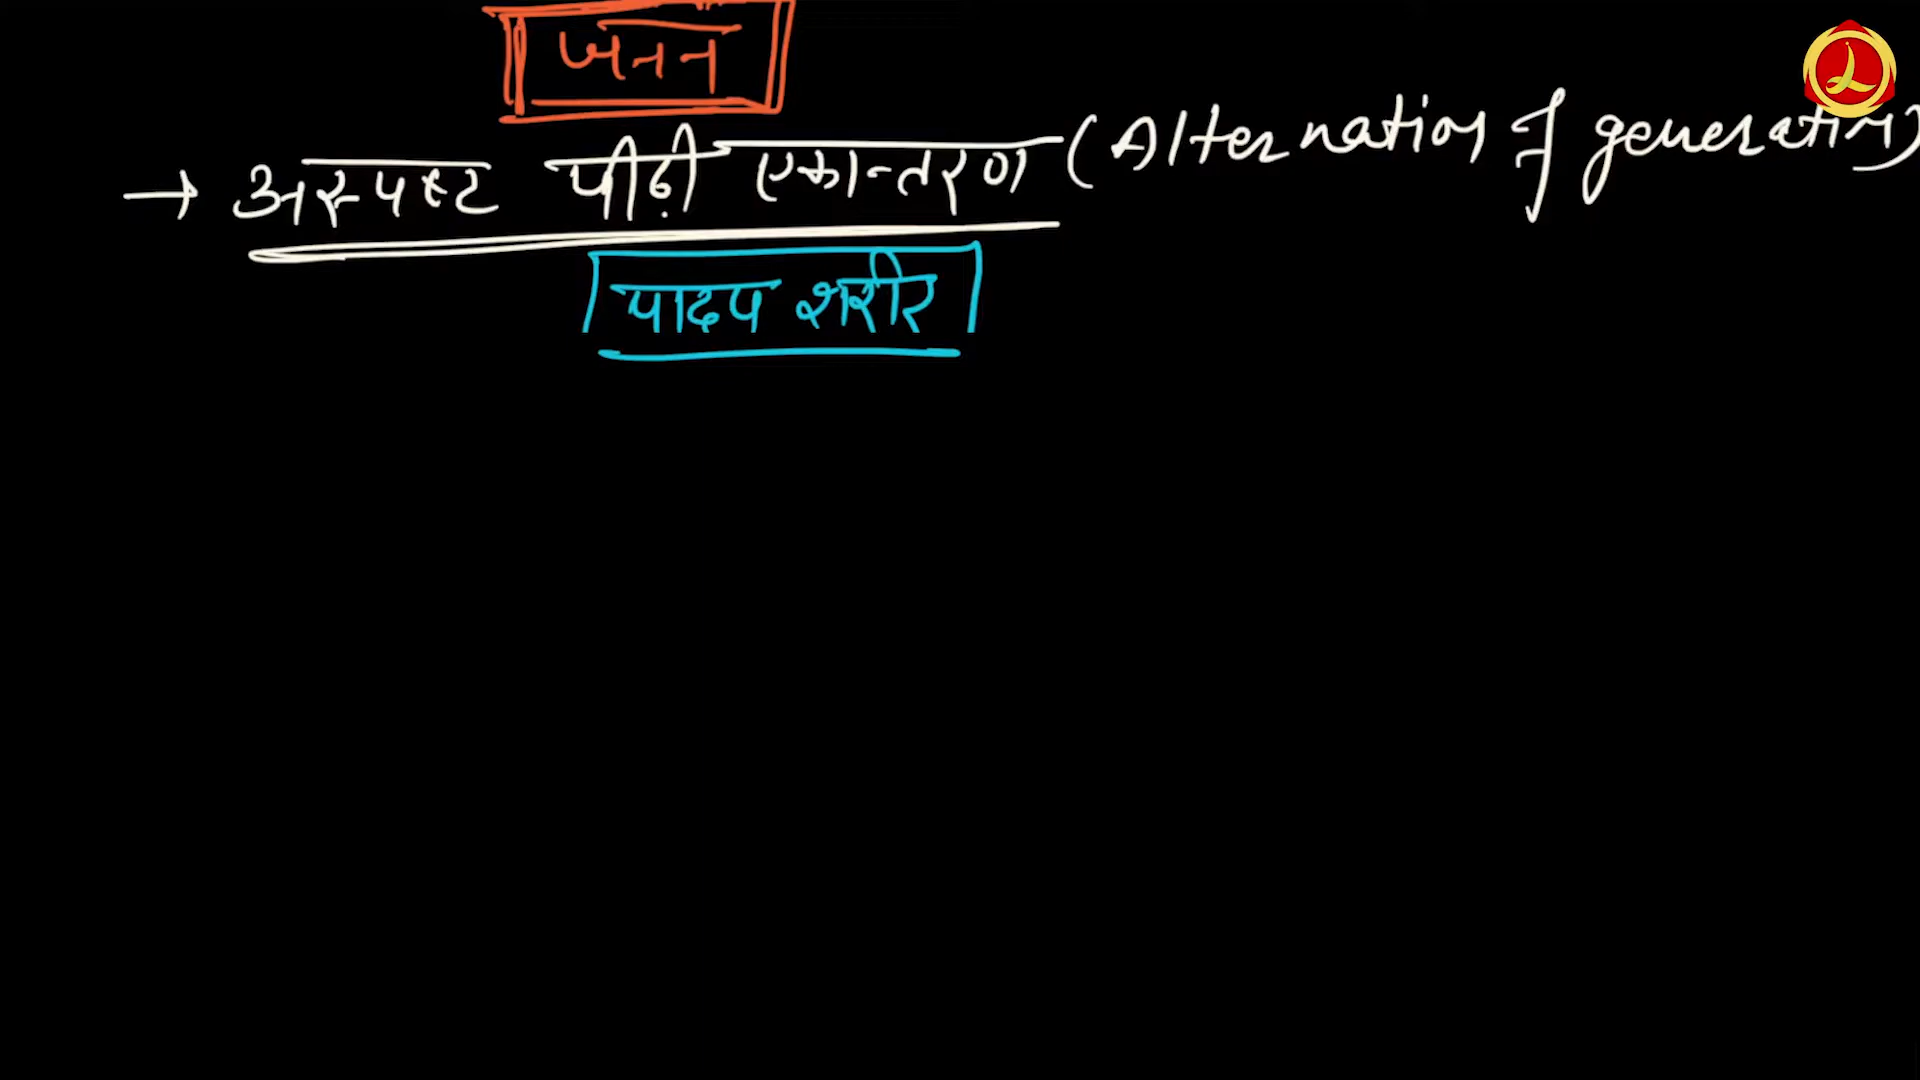 जनन
→ अस्पष्ट पीढ़ी एकान्तरण (Alternation of generation)
पादप शरीर